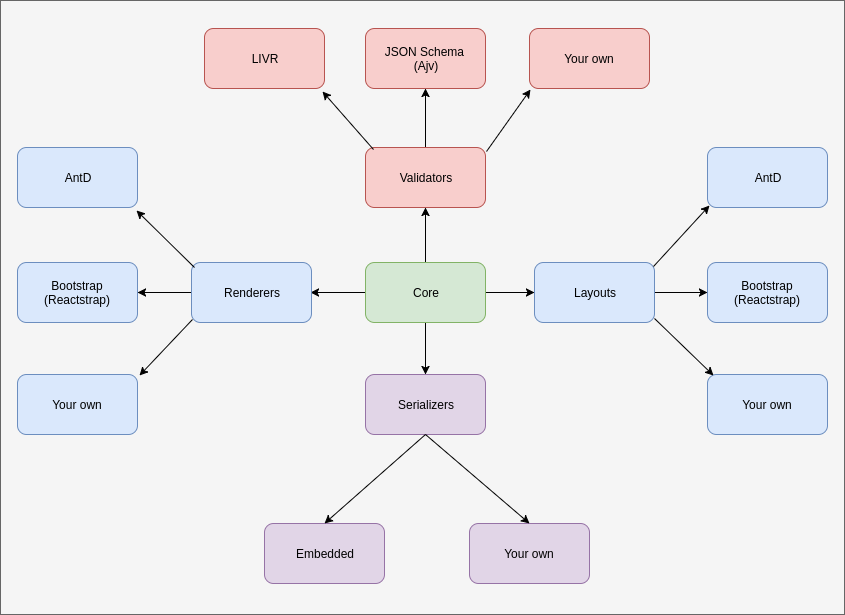 LIVR
JSON Schema
(Ajv)
Your own
AntD
Validators
AntD
Bootstrap
(Reactstrap)
Renderers
Core
Layouts
Bootstrap
(Reactstrap)
Your own
Serializers
Your own
Embedded
Your own